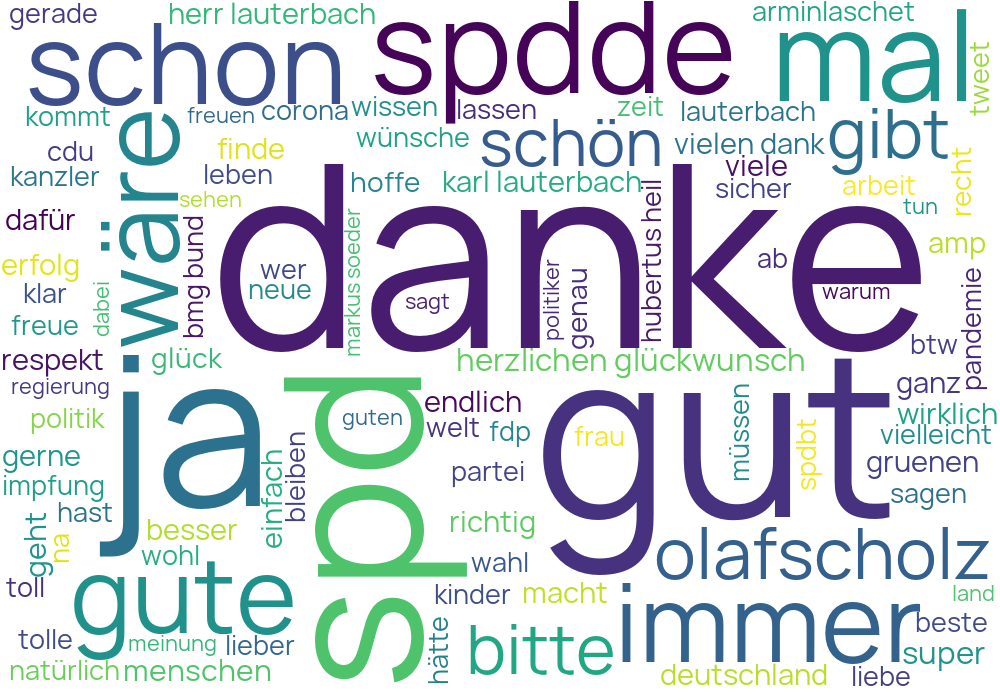 gerade
herr lauterbach
spdde
arminlaschet
schon
mal
tweet
kommt
freuen
corona
wissen
lassen
zeit
lauterbach
gibt
wäre
cdu
finde
wünsche
schön
vielen dank
viele
recht
kanzler
leben
hoffe
karl lauterbach
hubertus heil
sicher
arbeit
tun
sehen
dafür
bmg bund
danke
markus soeder
amp
erfolg
wer
neue
sagt
politiker
genau
ab
warum
klar
dabei
freue
pandemie
btw
respekt
glück
herzlichen glückwunsch
regierung
ja
spd
guten
endlich
gut
ganz
politik
welt
fdp
frau
müssen
spdbt
wirklich
vielleicht
gerne
einfach
bleiben
partei
gruenen
impfung
sagen
hast
besser
richtig
geht
na
wohl
wahl
olafscholz
toll
gute
kinder
macht
immer
land
tolle
meinung
lieber
hätte
bitte
beste
super
natürlich
menschen
deutschland
liebe